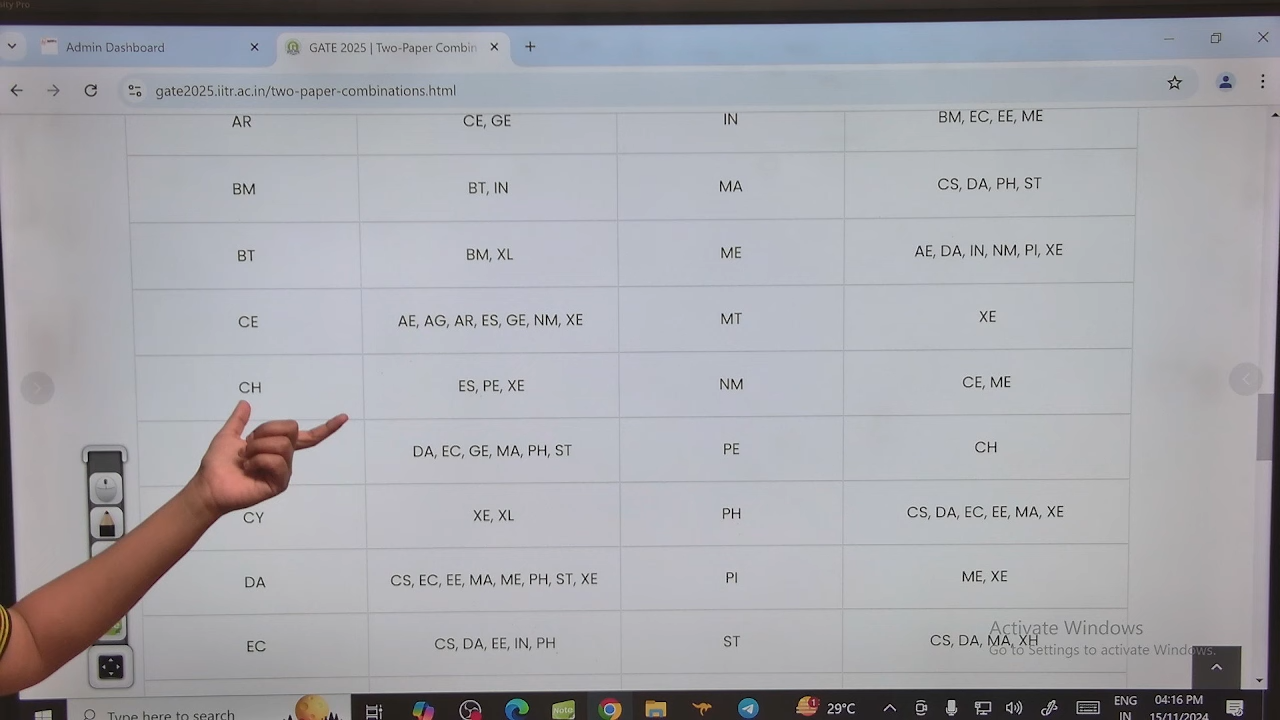 Admin Dashboard
GATE 2025 | Two-Paper Combin
gate2025.iitr.ac.in/two-paper-combinations.html
AR CE, GE IN BM, EC, EE, ME
BM BT, IN MA CS, DA, PH, ST
BT BM, XL ME AE, DA, IN, NM, PI, XE
CE AE, AG, AR, ES, GE, NM, XE MT XE
CH ES, PE, XE NM CE, ME
DA, EC, GE, MA, PH, ST PE CH
CY XE, XL PH CS, DA, EC, EE, MA, XE
DA CS, EC, EE, MA, ME, PH, ST, XE PI ME, XE
EC CS, DA, EE, IN, PH ST CS, DA, MA, XH
Activate Windows
Go to Settings to activate Windows.
Type here to search
29°C
ENG
IN
04:16 PM
15/11/2024